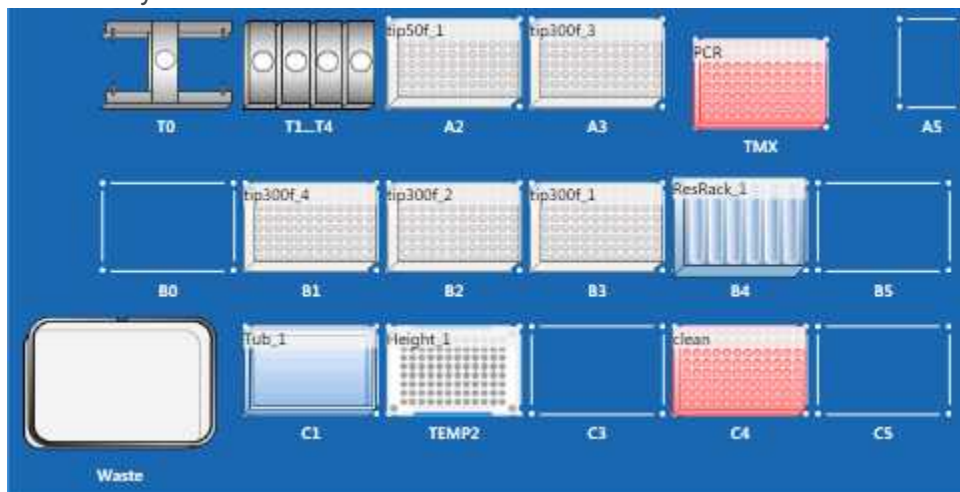 tip50f_1 tip300f_3
PCR
T0 T1...T4 A2 A3 A5
TMX
tip300f_4 tip300f_2 tip300f_1 ResRack_1
B0 B1 B2 B3 B4 B5
Tub_1 Height_1 clean
C1 TEMP2 C3 C4 C5
Waste